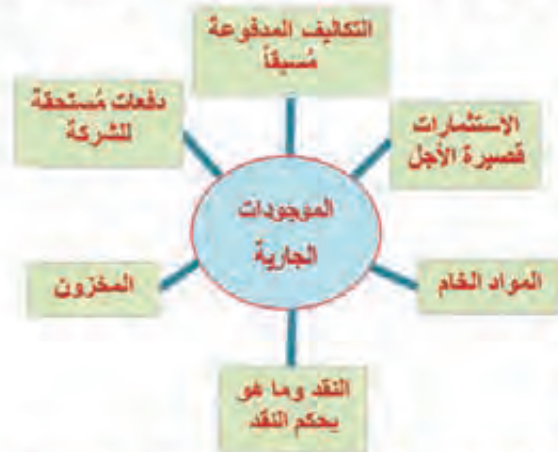 التكاليف المدفوعة
مُسبقاً
دفعات مُستحقة
للشركة
الاستثمارات
قصيرة الأجل
الموجودات
الجارية
المخزون
المواد الخام
النقد وما هو
بحكم النقد